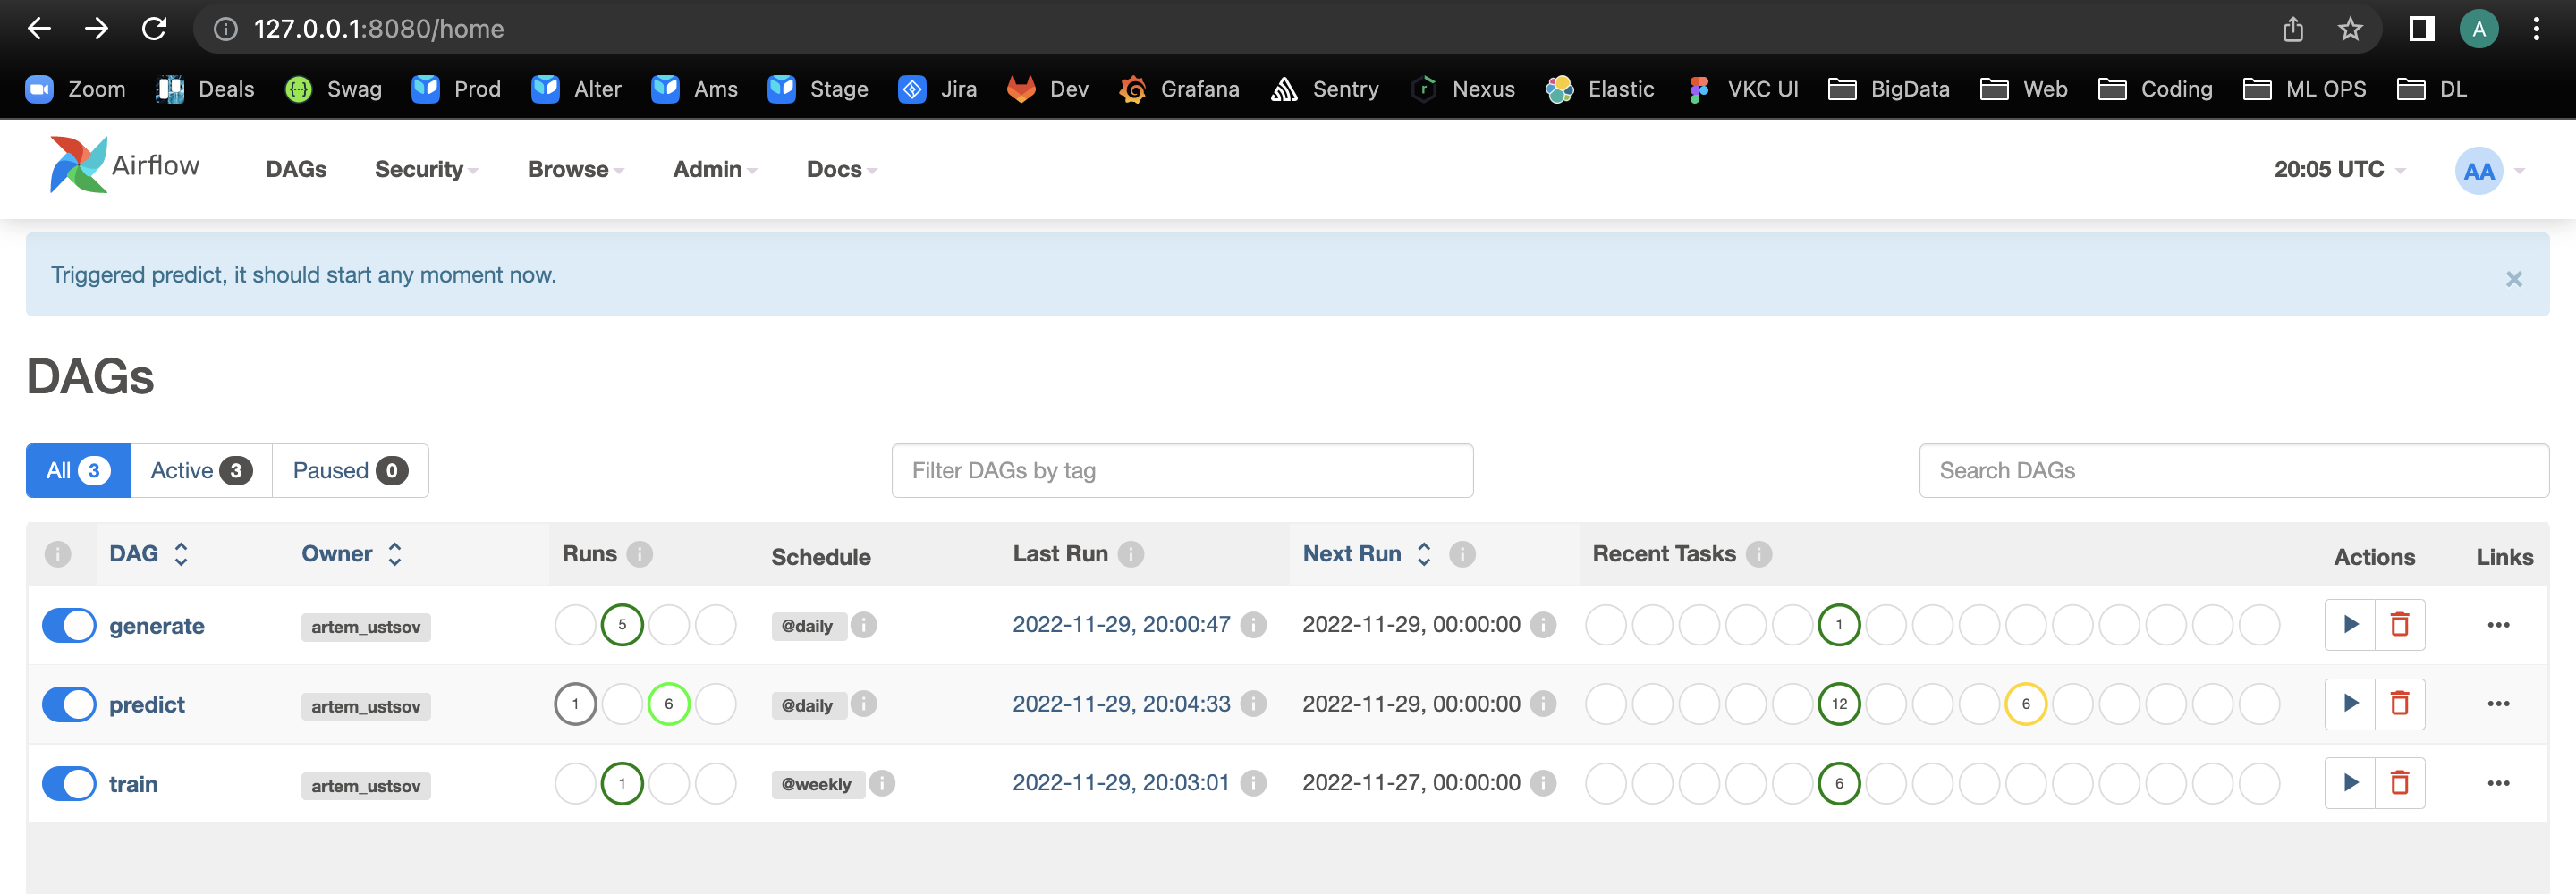 127.0.0.1:8080/home
A
Zoom Deals Swag Prod Alter Ams Stage Jira Dev Grafana Sentry Nexus Elastic VKC UI BigData Web Coding ML OPS DL
Airflow DAGs Security Browse Admin Docs 20:05 UTC AA
Triggered predict, it should start any moment now. ×
DAGs
All 3 Active 3 Paused 0 Filter DAGs by tag Search DAGs
i DAG Owner Runs i Schedule Last Run i Next Run i Recent Tasks i Actions Links
generate artem_ustsov 5 @daily i 2022-11-29, 20:00:47 i 2022-11-29, 00:00:00 i 1
predict artem_ustsov 1 6 @daily i 2022-11-29, 20:04:33 i 2022-11-29, 00:00:00 i 12 6
train artem_ustsov 1 @weekly i 2022-11-29, 20:03:01 i 2022-11-27, 00:00:00 i 6